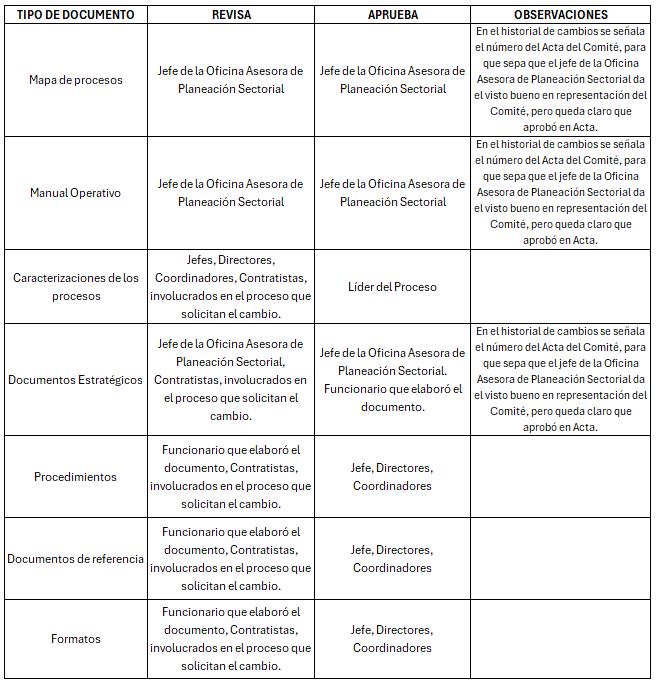 TIPO DE DOCUMENTO REVISA APRUEBA OBSERVACIONES
Mapa de procesos
Jefe de la Oficina Asesora de
Planeación Sectorial
Jefe de la Oficina Asesora de
Planeación Sectorial
En el historial de cambios se señala
el número del Acta del Comité, para
que sepa que el jefe de la Oficina
Asesora de Planeación Sectorial da
el visto bueno en representación del
Comité, pero queda claro que
aprobó en Acta.
Manual Operativo
Jefe de la Oficina Asesora de
Planeación Sectorial
Jefe de la Oficina Asesora de
Planeación Sectorial
En el historial de cambios se señala
el número del Acta del Comité, para
que sepa que el jefe de la Oficina
Asesora de Planeación Sectorial da
el visto bueno en representación del
Comité, pero queda claro que
aprobó en Acta.
Caracterizaciones de los
procesos
Jefes, Directores,
Coordinadores, Contratistas,
involucrados en el proceso que
solicitan el cambio.
Líder del Proceso
Documentos Estratégicos
Jefe de la Oficina Asesora de
Planeación Sectorial,
Contratistas, involucrados en
el proceso que solicitan el
cambio.
Jefe de la Oficina Asesora de
Planeación Sectorial.
Funcionario que elaboró el
documento.
En el historial de cambios se señala
el número del Acta del Comité, para
que sepa que el jefe de la Oficina
Asesora de Planeación Sectorial da
el visto bueno en representación del
Comité, pero queda claro que
aprobó en Acta.
Procedimientos
Funcionario que elaboró el
documento, Contratistas,
involucrados en el proceso que
solicitan el cambio.
Jefe, Directores,
Coordinadores
Documentos de referencia
Funcionario que elaboró el
documento, Contratistas,
involucrados en el proceso que
solicitan el cambio.
Jefe, Directores,
Coordinadores
Formatos
Funcionario que elaboró el
documento, Contratistas,
involucrados en el proceso que
solicitan el cambio.
Jefe, Directores,
Coordinadores